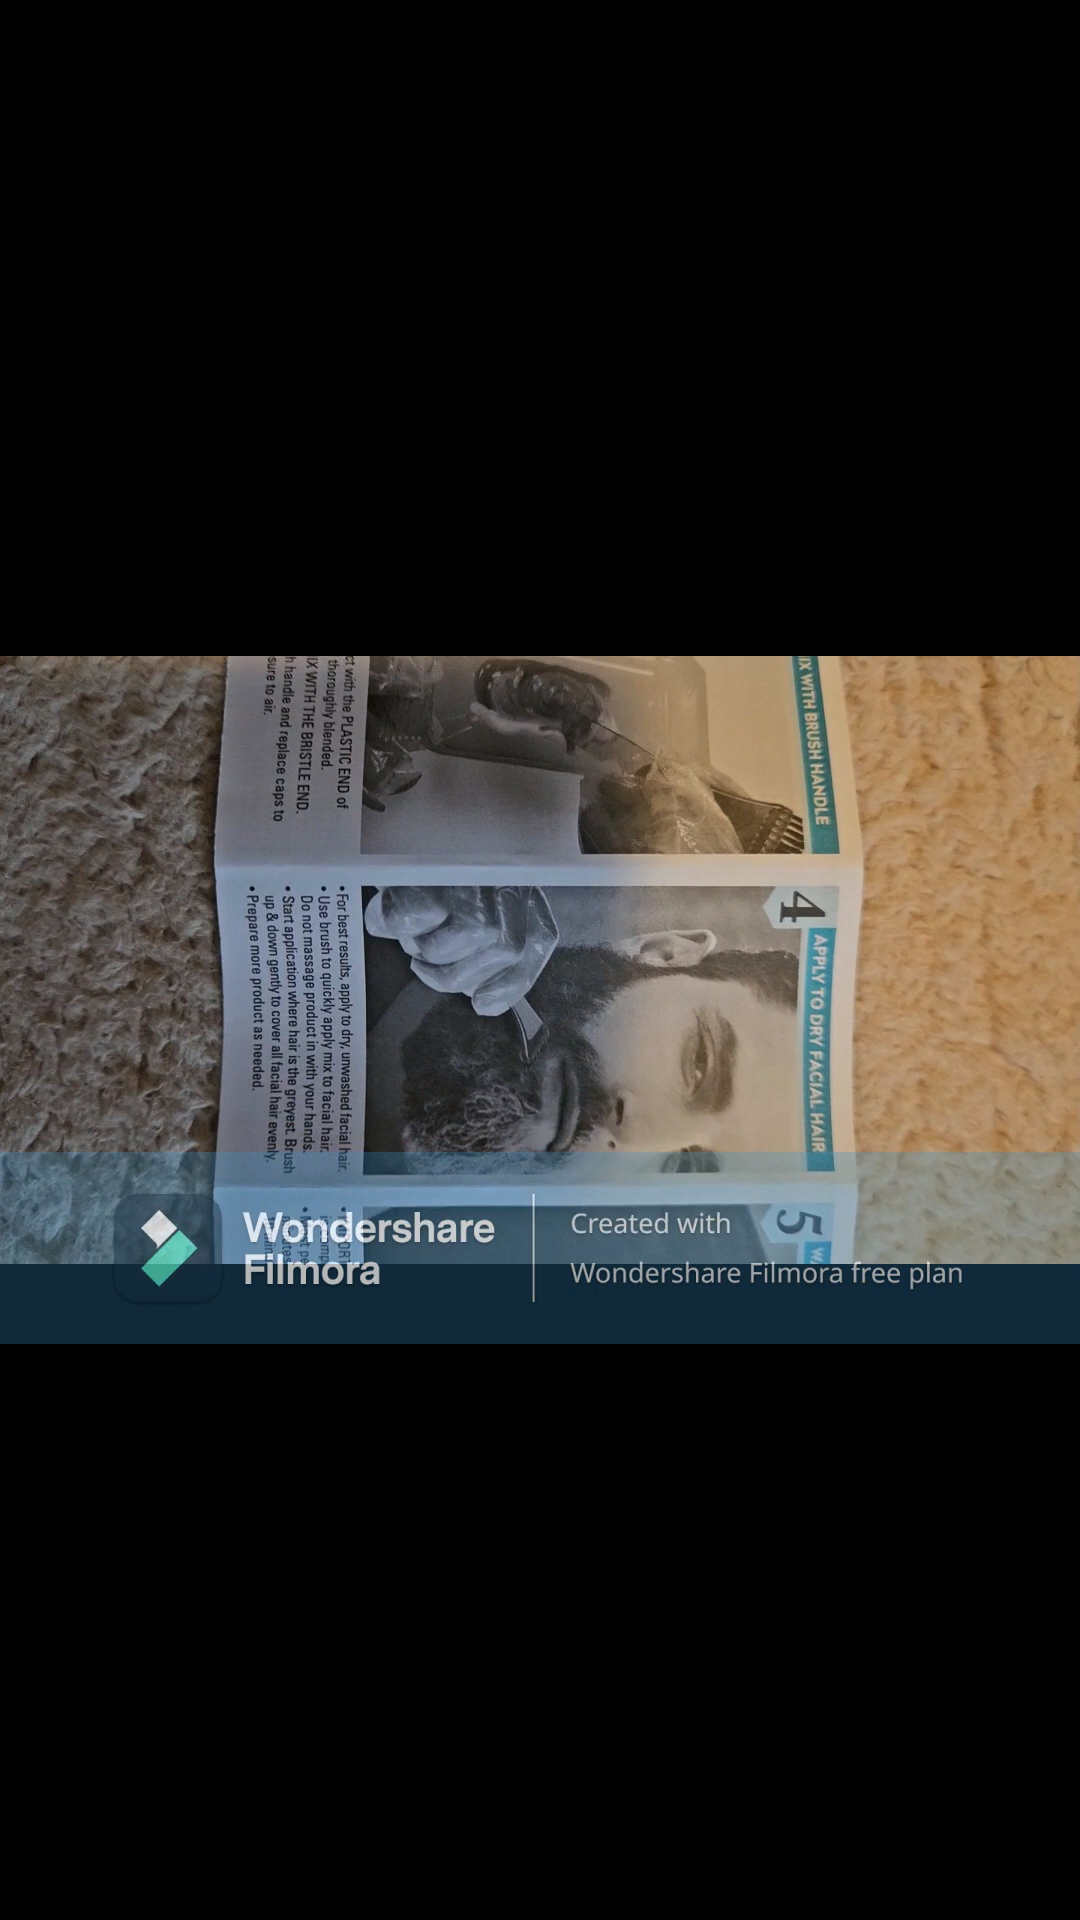 IX WITH BRUSH HANDLE
ct with the PLASTIC END of
thoroughly blended.
IX WITH THE BRISTLE END.
handle and replace caps to
sure to air.
4 APPLY TO DRY FACIAL HAIR
• For best results, apply to dry, unwashed facial hair.
• Use brush to quickly apply mix to facial hair.
Do not massage product in with your hands.
• Start application where hair is the greyest. Brush
up & down gently to cover all facial hair evenly.
• Prepare more product as needed.
5
Wondershare
Filmora
Created with
Wondershare Filmora free plan